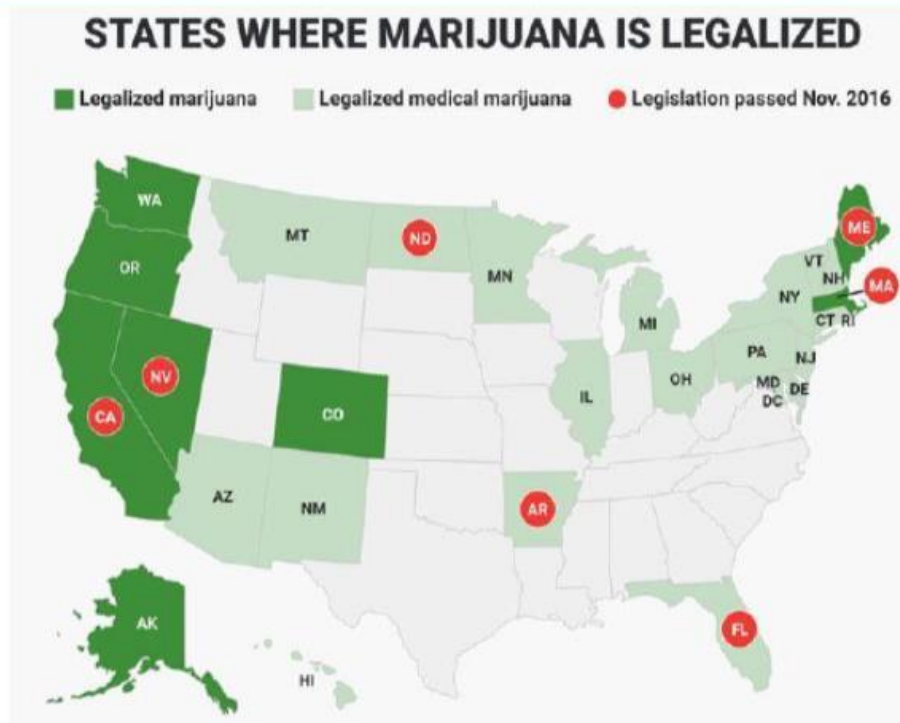 STATES WHERE MARIJUANA IS LEGALIZED
Legalized marijuana Legalized medical marijuana Legislation passed Nov. 2016
WA
MT
ND
MN
OR
ME
VT
NH
MA
NY
CT RI
MI
PA
NJ
OH
MD
DE
DC
IL
NV
CA
CO
AZ
NM
AR
FL
AK
HI